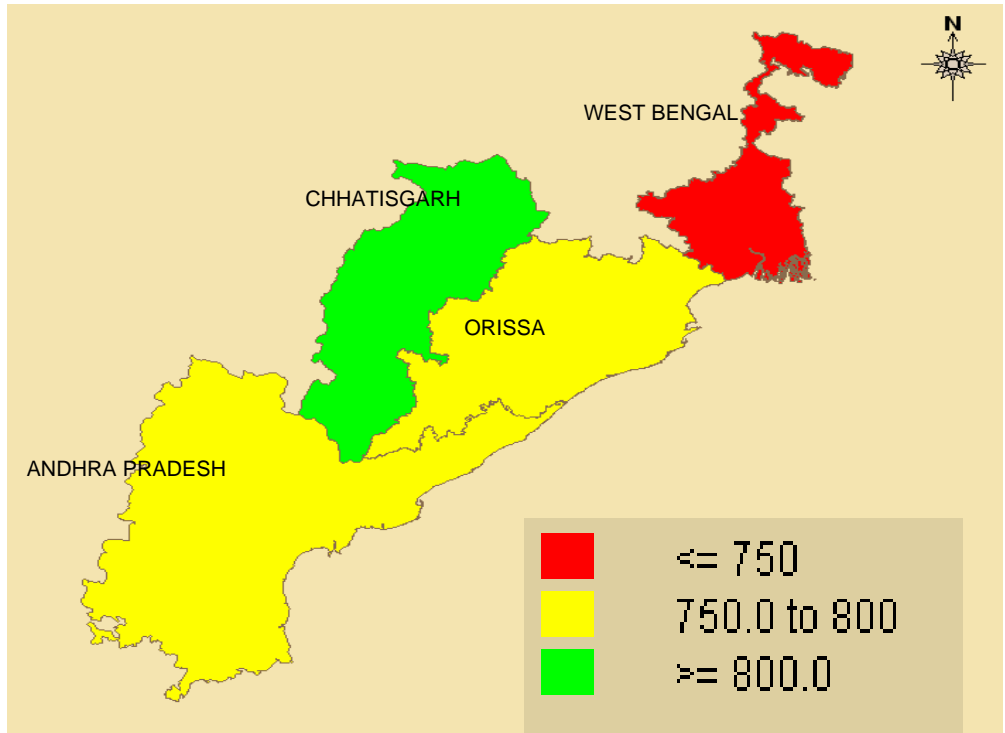 N
WEST BENGAL
CHHATISGARH
ORISSA
ANDHRA PRADESH
<= 750
750.0 to 800
>= 800.0